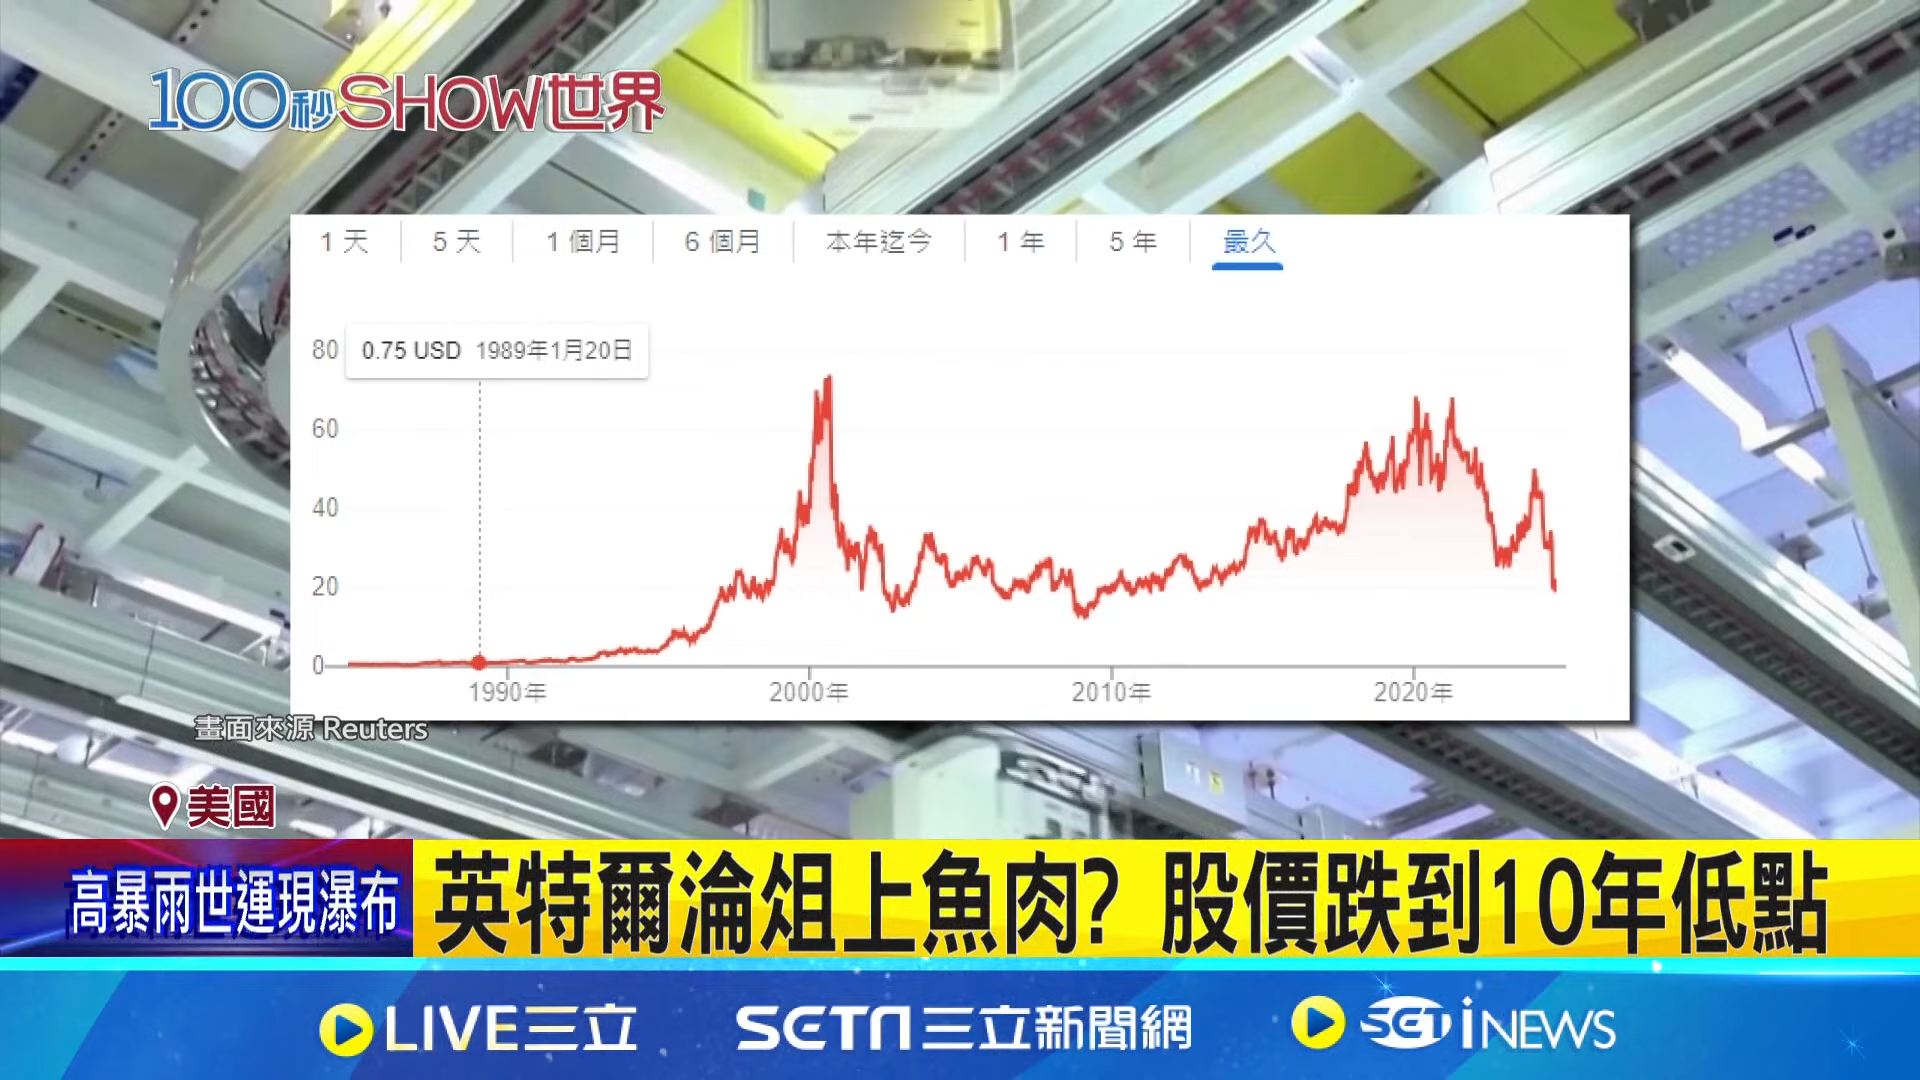 100秒SHOW世界
1 天 5 天 1 個月 6 個月 本年迄今 1 年 5 年 最久
80
0.75 USD 1989年1月20日
60
40
20
0
1990年 2000年 2010年 2020年
畫面來源 Reuters
美國
高暴雨世運現瀑布
英特爾淪俎上魚肉? 股價跌到10年低點
LIVE三立 SETN三立新聞網 SET iNEWS